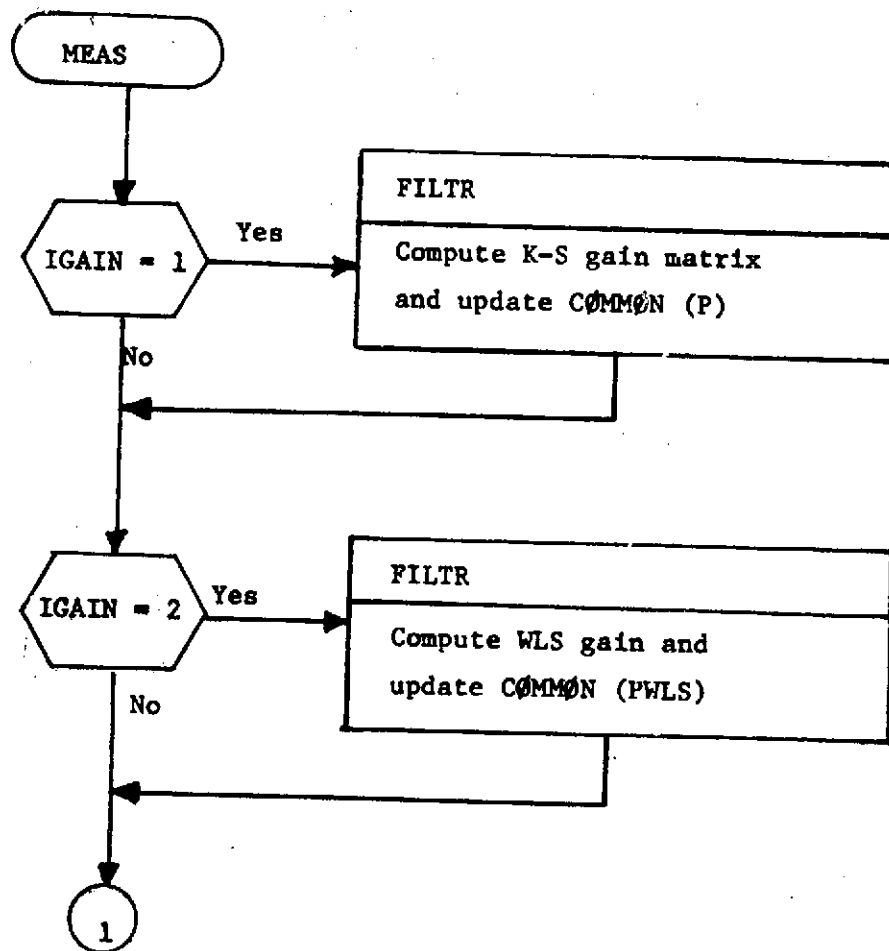 MEAS
FILTR
IGAIN = 1
Yes
Compute K-S gain matrix
and update CØMMØN (P)
No
FILTR
IGAIN = 2
Yes
Compute WLS gain and
update CØMMØN (PWLS)
No
1